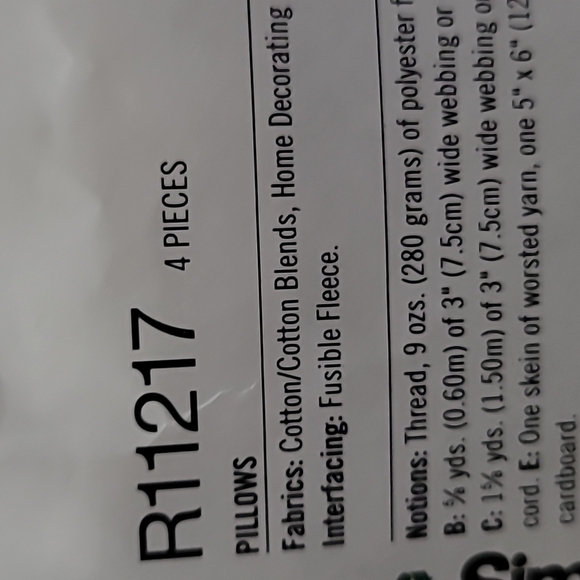 R11217 4 PIECES
PILLOWS
Fabrics: Cotton/Cotton Blends, Home Decorating
Interfacing: Fusible Fleece.
Notions: Thread, 9 ozs. (280 grams) of polyester f
B: ⅝ yds. (0.60m) of 3" (7.5cm) wide webbing or
C: 1⅝ yds. (1.50m) of 3" (7.5cm) wide webbing or
cord. E: One skein of worsted yarn, one 5" x 6" (12
cardboard.